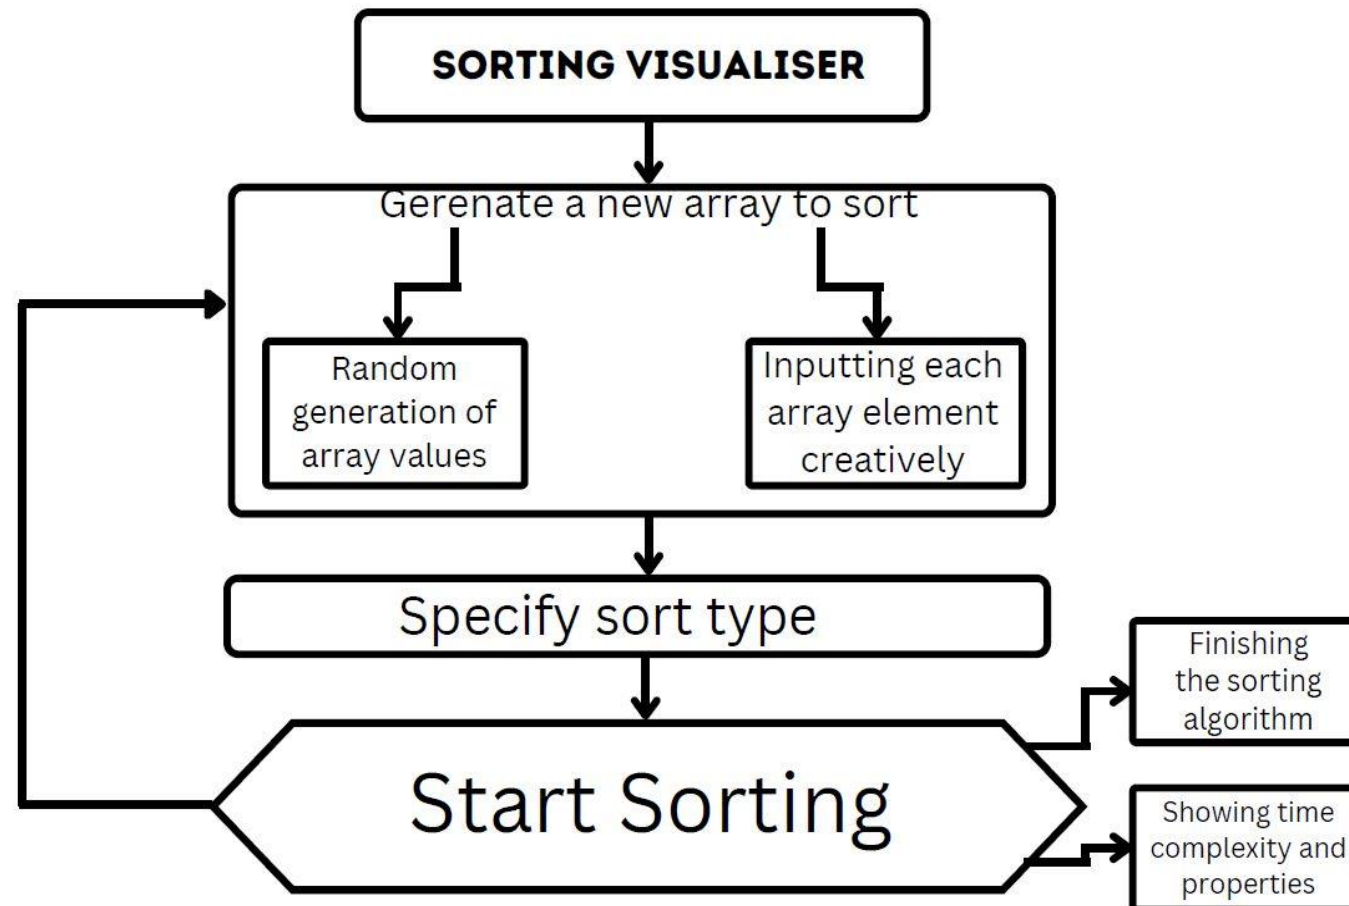 SORTING VISUALISER
Gerenate a new array to sort
Random
generation of
array values
Inputting each
array element
creatively
Specify sort type
Start Sorting
Finishing
the sorting
algorithm
Showing time
complexity and
properties